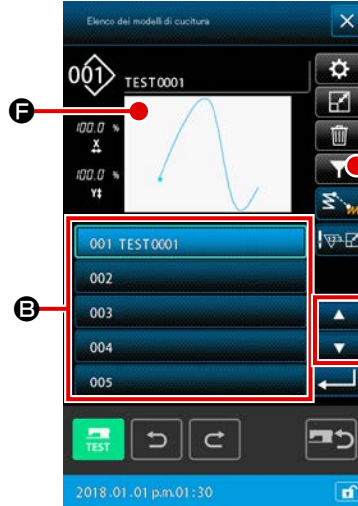 Elenco dei modelli di cucitura
001
TEST0001
F
100.0 %
X
100.0 %
Y
B
001 TEST0001
002
003
004
005
TEST
2018.01.01 p.m.01:30